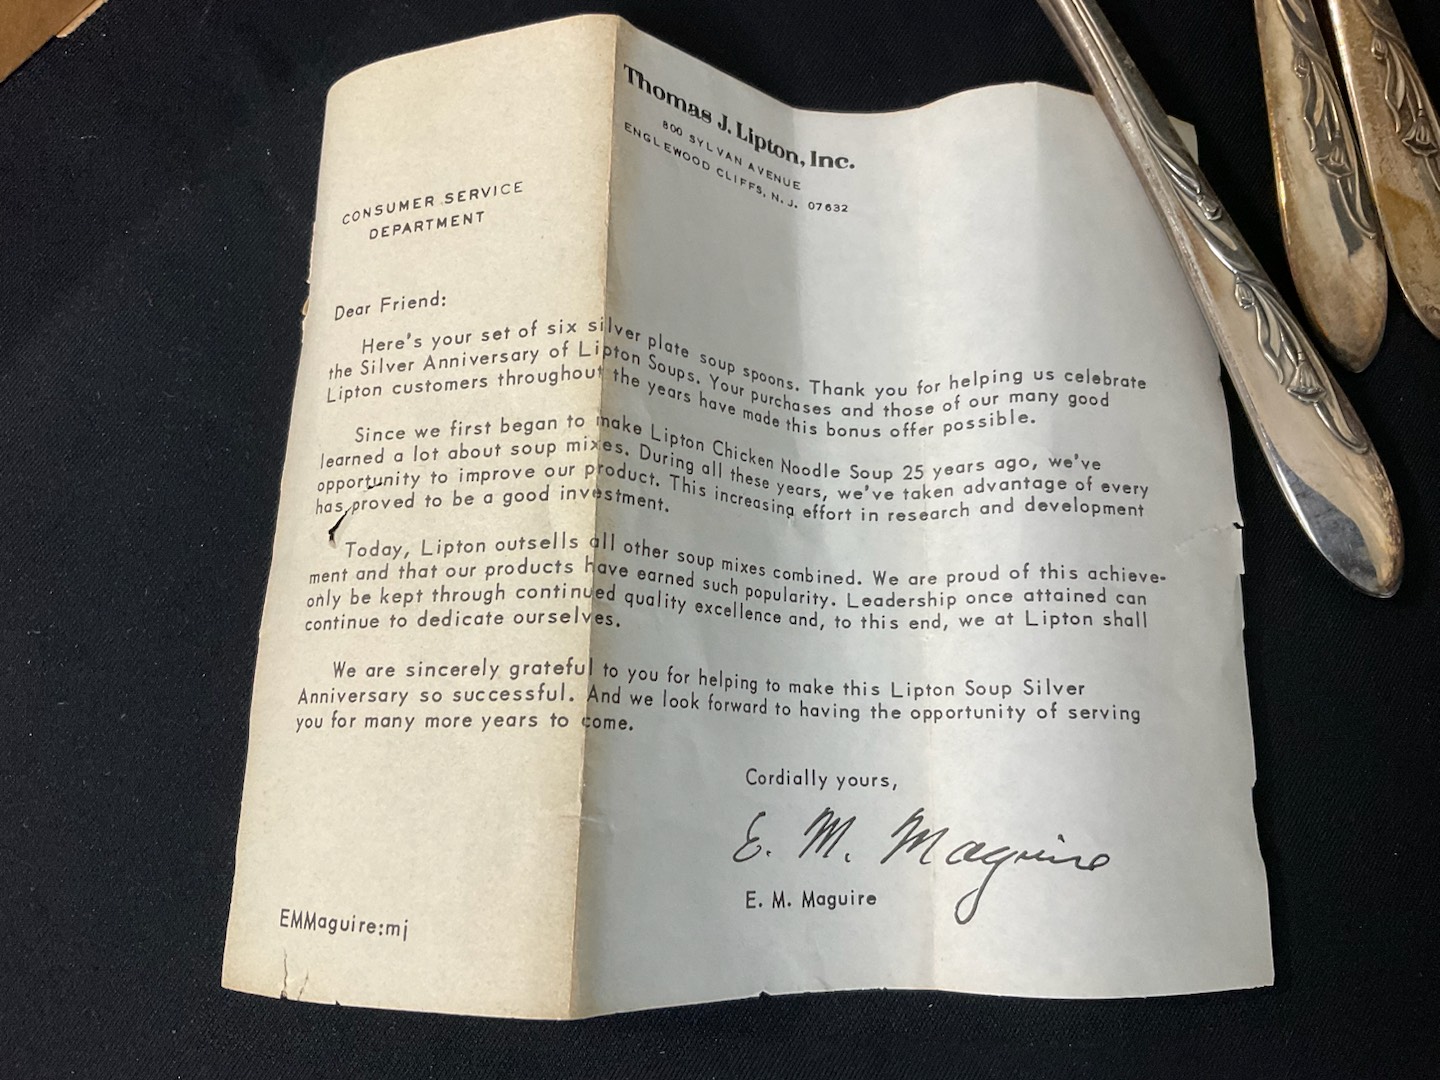 Thomas J. Lipton, Inc.
800 SYLVAN AVENUE
ENGLEWOOD CLIFFS, N. J. 07632
CONSUMER SERVICE
DEPARTMENT
Dear Friend:
Here's your set of six silver plate soup spoons. Thank you for helping us celebrate
the Silver Anniversary of Lipton Soups. Your purchases and those of our many good
Lipton customers throughout the years have made this bonus offer possible.
Since we first began to make Lipton Chicken Noodle Soup 25 years ago, we've
learned a lot about soup mixes. During all these years, we've taken advantage of every
opportunity to improve our product. This increasing effort in research and development
has proved to be a good investment.
Today, Lipton outsells all other soup mixes combined. We are proud of this achieve-
ment and that our products have earned such popularity. Leadership once attained can
only be kept through continued quality excellence and, to this end, we at Lipton shall
continue to dedicate ourselves.
We are sincerely grateful to you for helping to make this Lipton Soup Silver
Anniversary so successful. And we look forward to having the opportunity of serving
you for many more years to come.
Cordially yours,
E. M. Maguire
E. M. Maguire
EMMaguire:mj